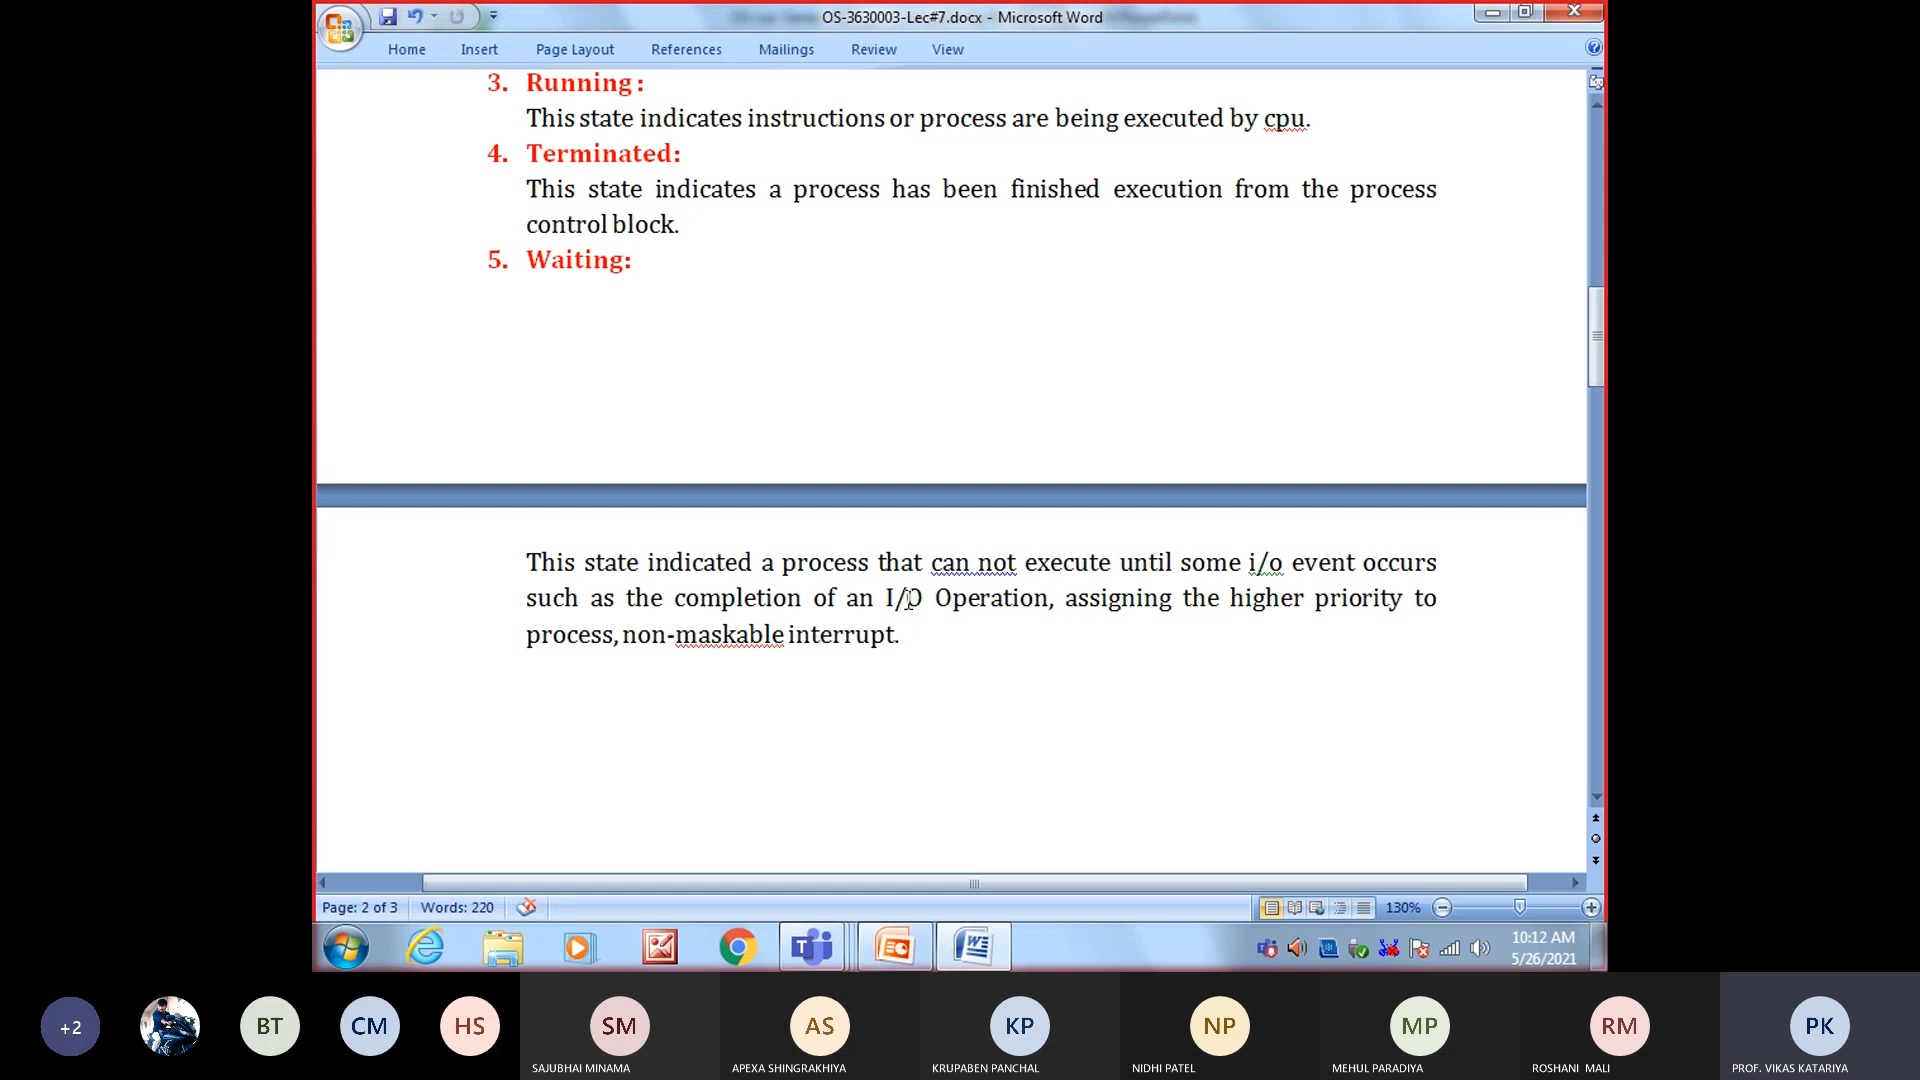 OS-3630003-Lec#7.docx - Microsoft Word
Home Insert Page Layout References Mailings Review View
3. Running :
This state indicates instructions or process are being executed by cpu.
4. Terminated:
This state indicates a process has been finished execution from the process
control block.
5. Waiting:
This state indicated a process that can not execute until some i/o event occurs
such as the completion of an I/O Operation, assigning the higher priority to
process, non-maskable interrupt.
Page: 2 of 3 Words: 220 130%
10:12 AM
5/26/2021
+2 BT CM HS SM AS KP NP MP RM PK
SAJUBHAI MINAMA APEXA SHINGRAKHIYA KRUPABEN PANCHAL NIDHI PATEL MEHUL PARADIYA ROSHANI MALI PROF. VIKAS KATARIYA